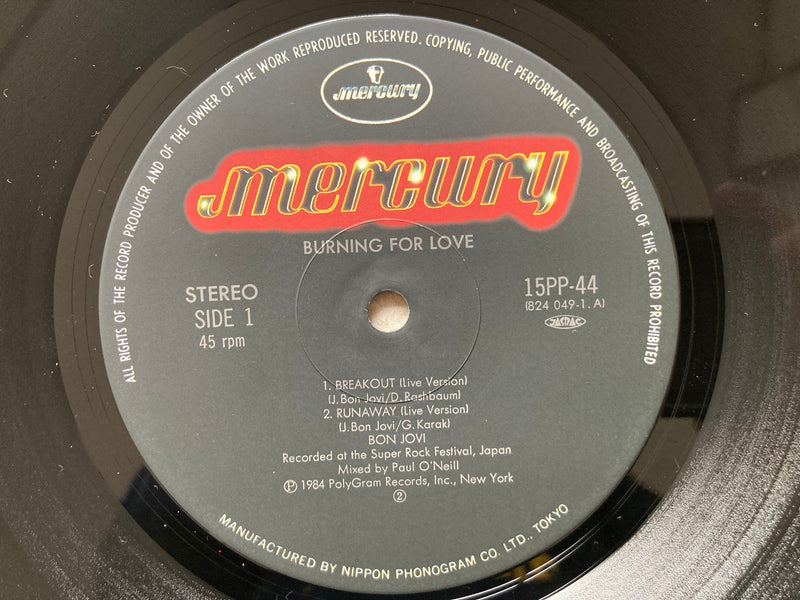 ALL RIGHTS OF THE RECORD PRODUCER AND OF THE OWNER OF THE WORK REPRODUCED RESERVED. COPYING, PUBLIC PERFORMANCE AND BROADCASTING OF THIS RECORD PROHIBITED
mercury
mercury
BURNING FOR LOVE
STEREO
SIDE 1
45 rpm
15PP-44
(824 049-1. A)
JASRAC
1. BREAKOUT (Live Version)
(J.Bon Jovi/D.Rashbaum)
2. RUNAWAY (Live Version)
(J.Bon Jovi/G.Karak)
BON JOVI
Recorded at the Super Rock Festival, Japan
Mixed by Paul O'Neill
Ⓟ 1984 PolyGram Records, Inc., New York
②
MANUFACTURED BY NIPPON PHONOGRAM CO. LTD., TOKYO